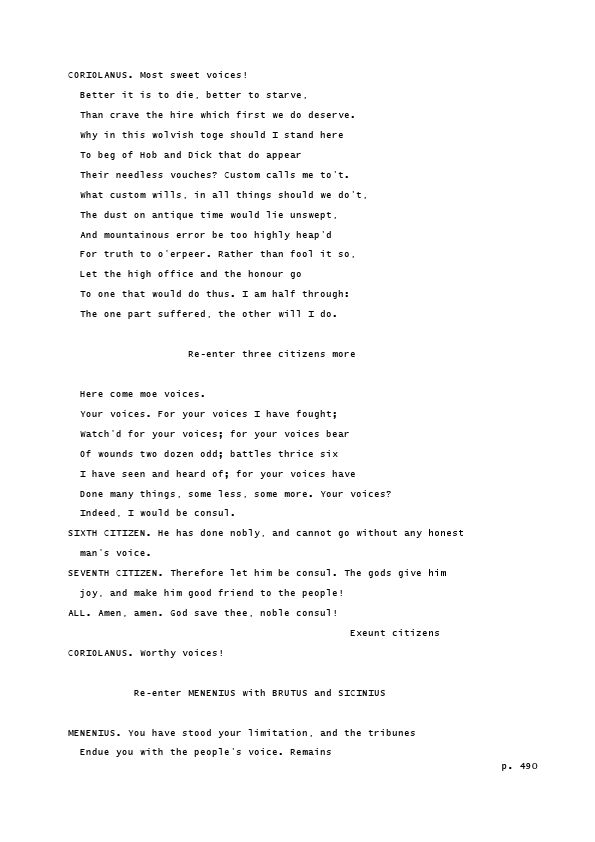 CORIOLANUS. Most sweet voices!
Better it is to die, better to starve,
Than crave the hire which first we do deserve.
Why in this wolvish toge should I stand here
To beg of Hob and Dick that do appear
Their needless vouches? Custom calls me to't.
What custom wills, in all things should we do't,
The dust on antique time would lie unswept,
And mountainous error be too highly heap'd
For truth to o'erpeer. Rather than fool it so,
Let the high office and the honour go
To one that would do thus. I am half through:
The one part suffered, the other will I do.
Re-enter three citizens more
Here come moe voices.
Your voices. For your voices I have fought;
Watch'd for your voices; for your voices bear
Of wounds two dozen odd; battles thrice six
I have seen and heard of; for your voices have
Done many things, some less, some more. Your voices?
Indeed, I would be consul.
SIXTH CITIZEN. He has done nobly, and cannot go without any honest
man's voice.
SEVENTH CITIZEN. Therefore let him be consul. The gods give him
joy, and make him good friend to the people!
ALL. Amen, amen. God save thee, noble consul!
Exeunt citizens
CORIOLANUS. Worthy voices!
Re-enter MENENIUS with BRUTUS and SICINIUS
MENENIUS. You have stood your limitation, and the tribunes
Endue you with the people's voice. Remains
p. 490